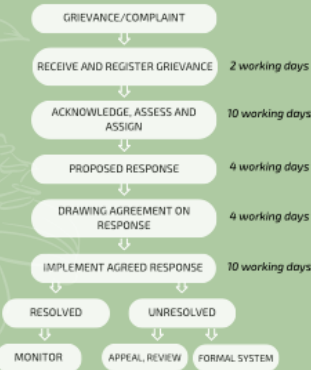 GRIEVANCE/COMPLAINT
RECEIVE AND REGISTER GRIEVANCE
2 working days
ACKNOWLEDGE, ASSESS AND
ASSIGN
10 working days
PROPOSED RESPONSE
4 working days
DRAWING AGREEMENT ON
RESPONSE
4 working days
IMPLEMENT AGREED RESPONSE
10 working days
RESOLVED
UNRESOLVED
MONITOR
APPEAL, REVIEW
FORMAL SYSTEM